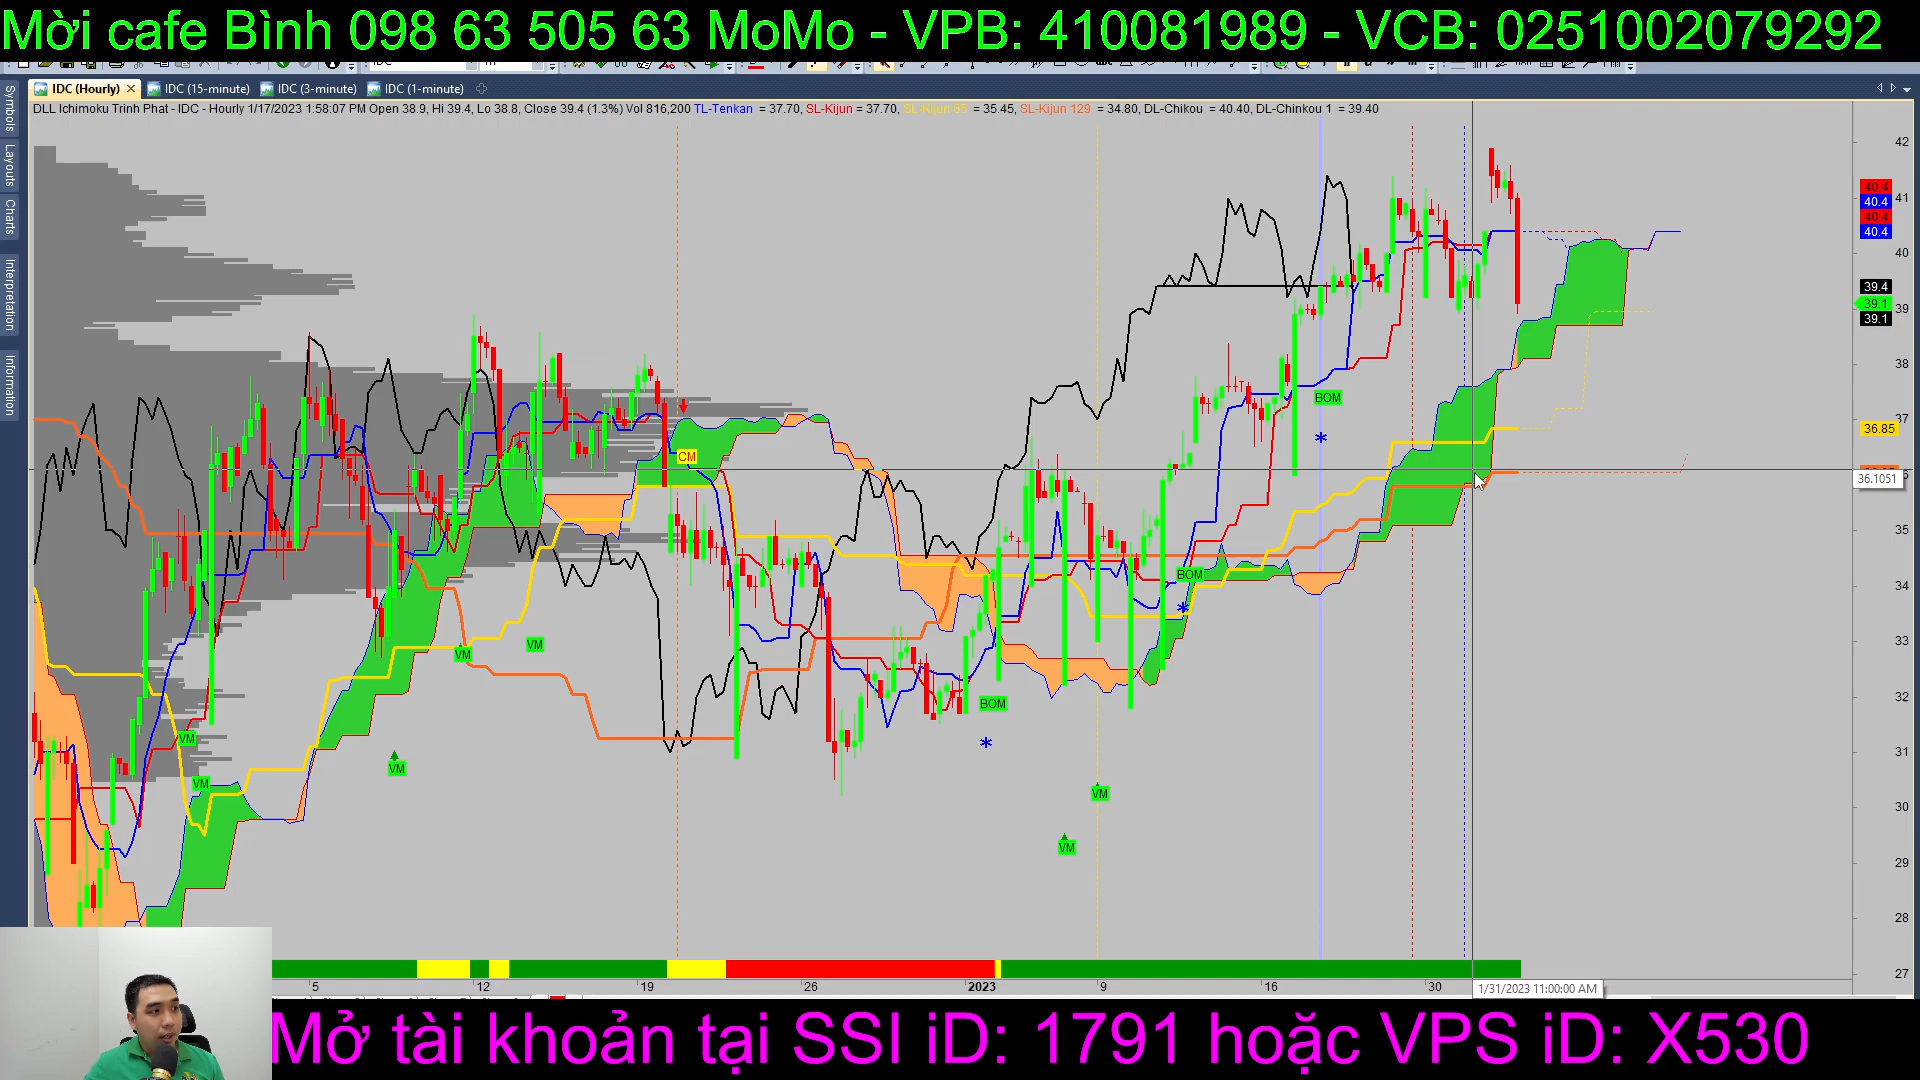 Mời cafe Bình 098 63 505 63 MoMo - VPB: 410081989 - VCB: 0251002079292
IDC (Hourly) IDC (15-minute) IDC (3-minute) IDC (1-minute)
DLL Ichimoku Trinh Phat - IDC - Hourly 1/17/2023 1:58:07 PM Open 38.9, Hi 39.4, Lo 38.8, Close 39.4 (1.3%) Vol 816,200 TL-Tenkan = 37.70, SL-Kijun = 37.70, SL-Kijun 65 = 35.45, SL-Kijun 129 = 34.80, DL-Chikou = 40.40, DL-Chinkou 1 = 39.40
Symbols
Layouts
Charts
Interpretation
Information
42
40.4
41
40.4
40.4
40.4
40
39.4
39.1
39
39.1
38
37
36.85
36.1051
35
34
33
32
31
30
29
28
27
CM
BOM
BOM
BOM
VM
VM
VM
VM
VM
VM
VM
5 12 19 26 2023 9 16 30
1/31/2023 11:00:00 AM
Mở tài khoản tại SSI iD: 1791 hoặc VPS iD: X530